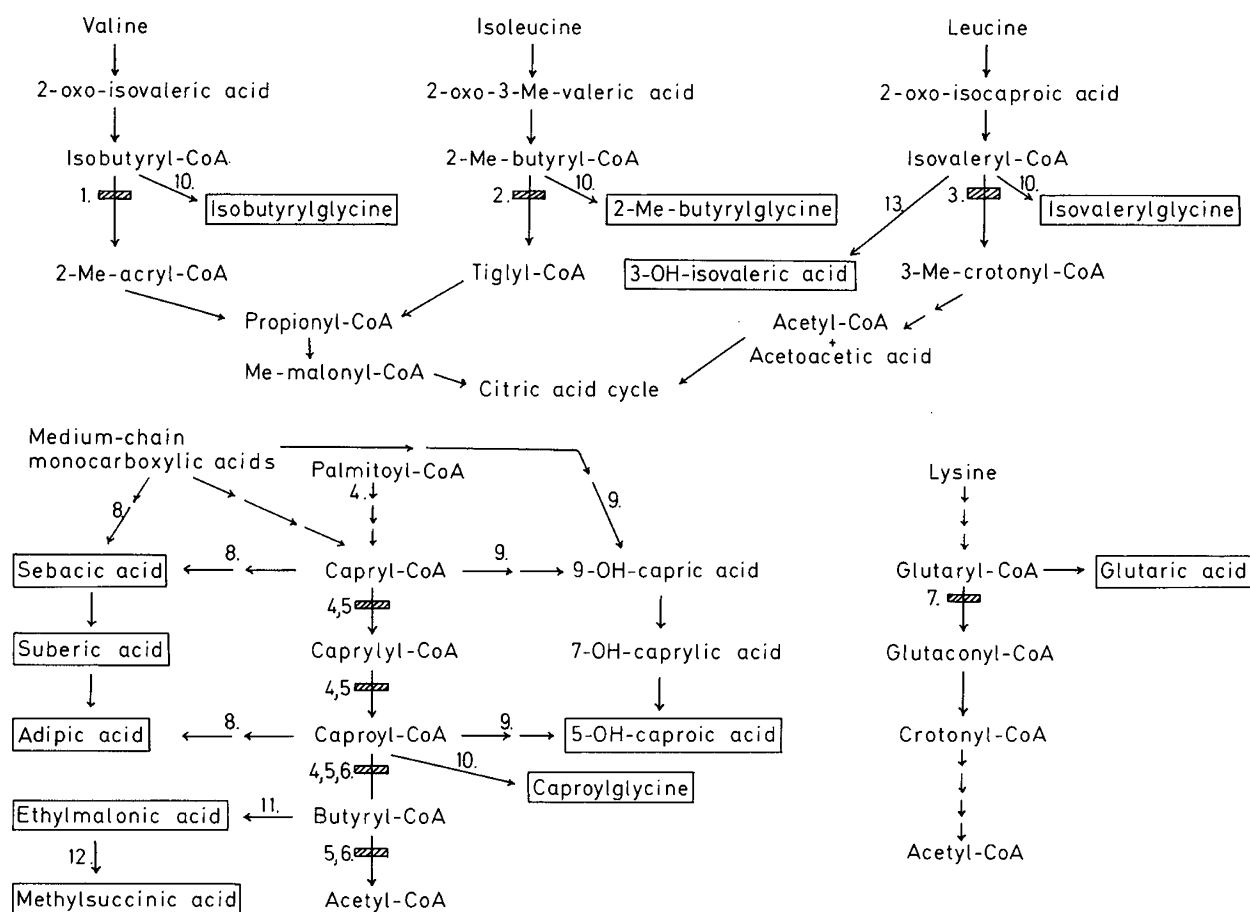 Valine
Isoleucine
Leucine
2-oxo-isovaleric acid
2-oxo-3-Me-valeric acid
2-oxo-isocaproic acid
Isobutyryl-CoA
2-Me-butyryl-CoA
Isovaleryl-CoA
1.
10.
2.
10.
13.
3.
10.
Isobutyrylglycine
2-Me-butyrylglycine
Isovalerylglycine
2-Me-acryl-CoA
Tiglyl-CoA
3-OH-isovaleric acid
3-Me-crotonyl-CoA
Propionyl-CoA
Acetyl-CoA
+
Acetoacetic acid
Me-malonyl-CoA
Citric acid cycle
Medium-chain
monocarboxylic acids
Palmitoyl-CoA
Lysine
4.
8.
9.
8.
9.
Sebacic acid
Capryl-CoA
9-OH-capric acid
Glutaryl-CoA
Glutaric acid
4,5
7.
Suberic acid
Caprylyl-CoA
7-OH-caprylic acid
Glutaconyl-CoA
4,5
8.
9.
Adipic acid
Caproyl-CoA
5-OH-caproic acid
Crotonyl-CoA
4,5,6.
10.
Caproylglycine
Ethylmalonic acid
11.
Butyryl-CoA
12.
5,6.
Acetyl-CoA
Methylsuccinic acid
Acetyl-CoA